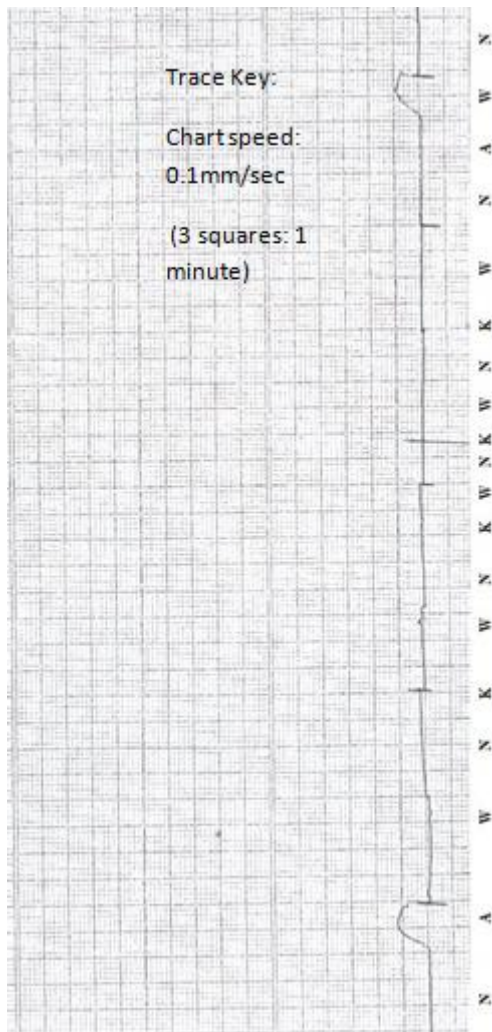 Trace Key:
Chart speed:
0.1mm/sec
(3 squares: 1
minute)
N
W
A
N
W
K
N
W
K
N
W
K
N
W
K
N
W
A
N